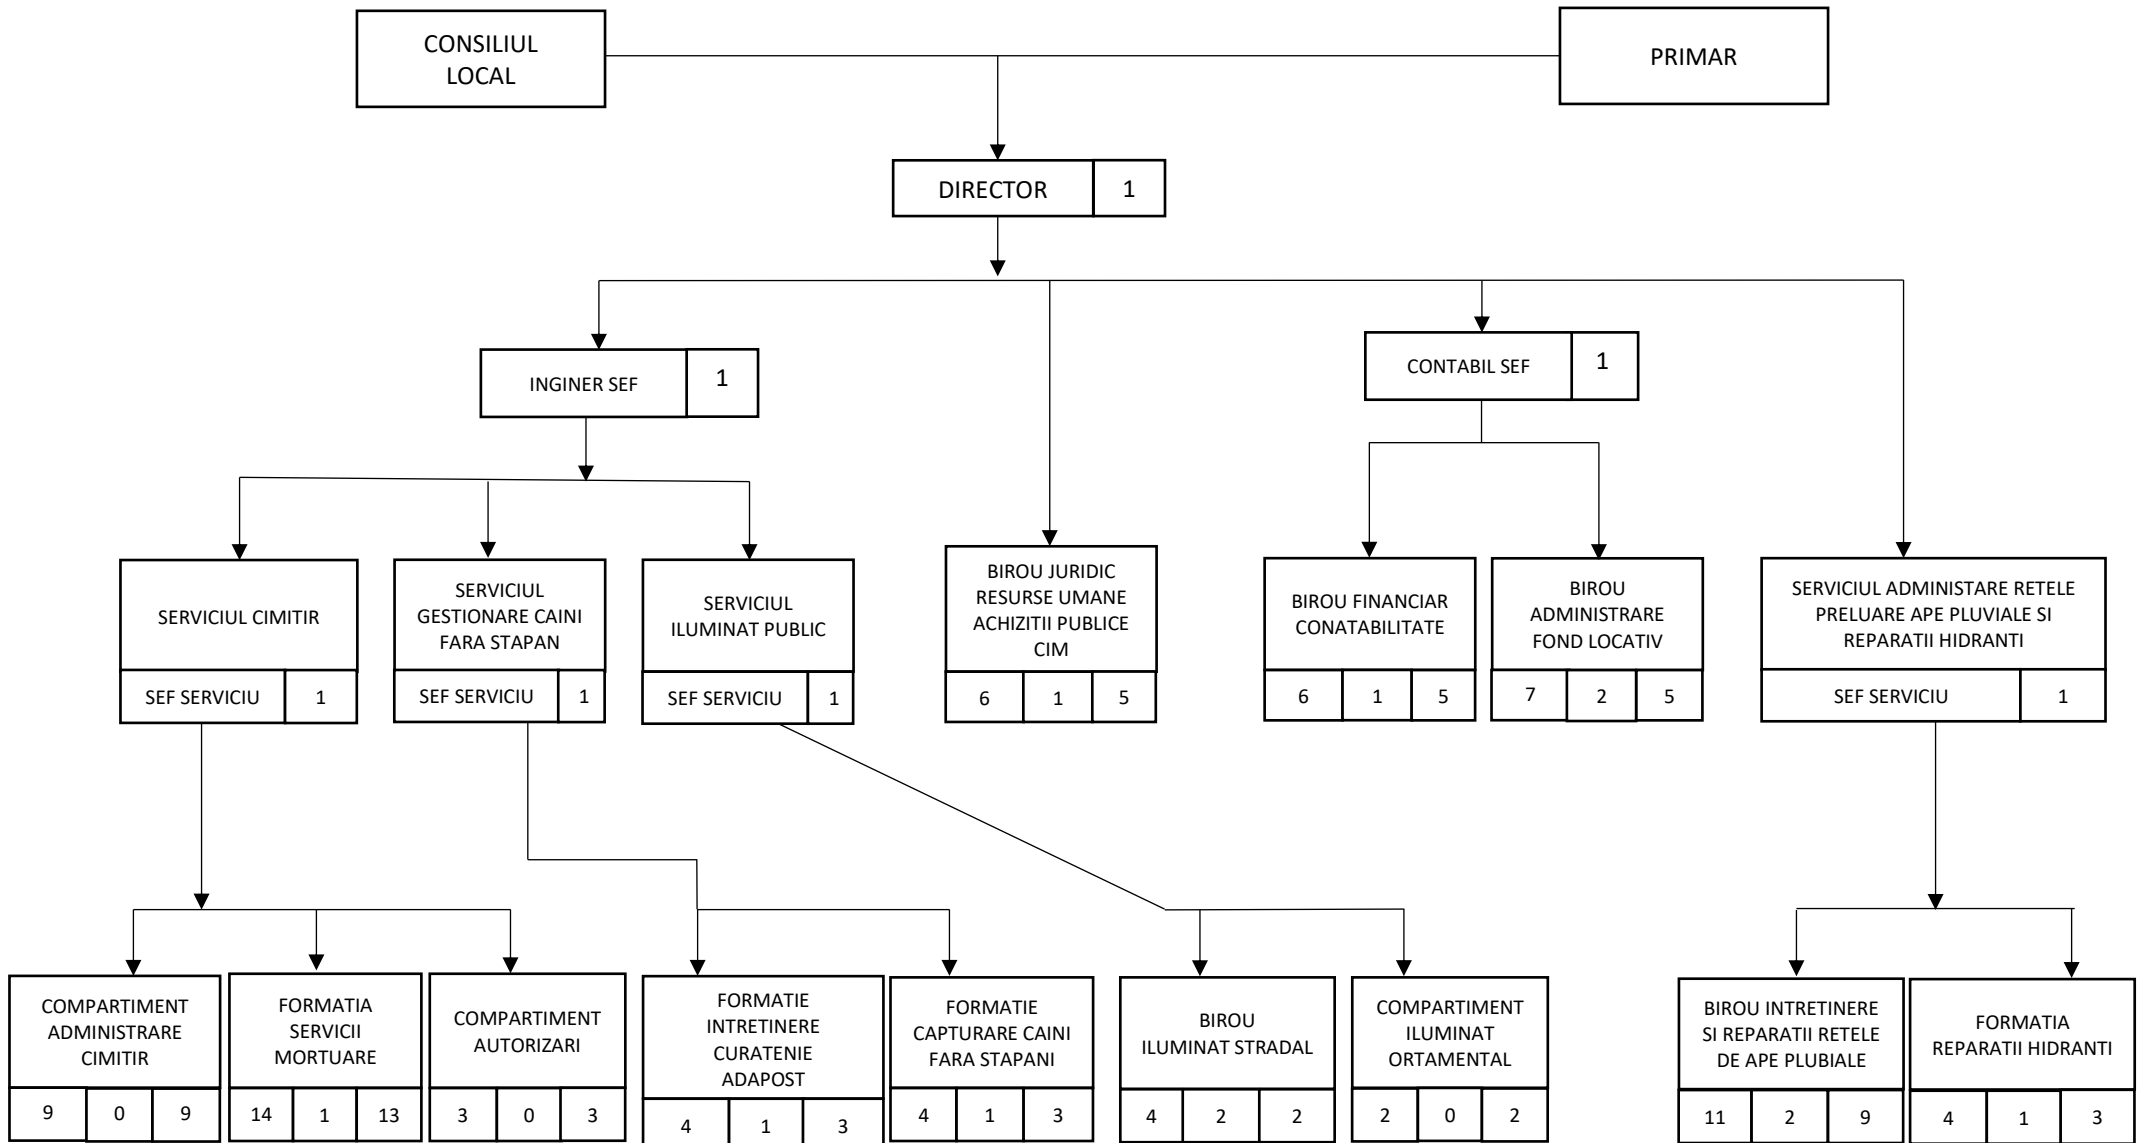 CONSILIUL
LOCAL
PRIMAR
DIRECTOR
1
INGINER SEF
1
CONTABIL SEF
1
SERVICIUL CIMITIR
SEF SERVICIU
1
SERVICIUL
GESTIONARE CAINI
FARA STAPAN
SEF SERVICIU
1
SERVICIUL
ILUMINAT PUBLIC
SEF SERVICIU
1
BIROU JURIDIC
RESURSE UMANE
ACHIZITII PUBLICE
CIM
6 1 5
BIROU FINANCIAR
CONATABILITATE
6 1 5
BIROU
ADMINISTRARE
FOND LOCATIV
7 2 5
SERVICIUL ADMINISTARE RETELE
PRELUARE APE PLUVIALE SI
REPARATII HIDRANTI
SEF SERVICIU
1
COMPARTIMENT
ADMINISTRARE
CIMITIR
9 0 9
FORMATIA
SERVICII
MORTUARE
14 1 13
COMPARTIMENT
AUTORIZARI
3 0 3
FORMATIE
INTRETINERE
CURATENIE
ADAPOST
4 1 3
FORMATIE
CAPTURARE CAINI
FARA STAPANI
4 1 3
BIROU
ILUMINAT STRADAL
4 2 2
COMPARTIMENT
ILUMINAT
ORTAMENTAL
2 0 2
BIROU INTRETINERE
SI REPARATII RETELE
DE APE PLUBIALE
11 2 9
FORMATIA
REPARATII HIDRANTI
4 1 3